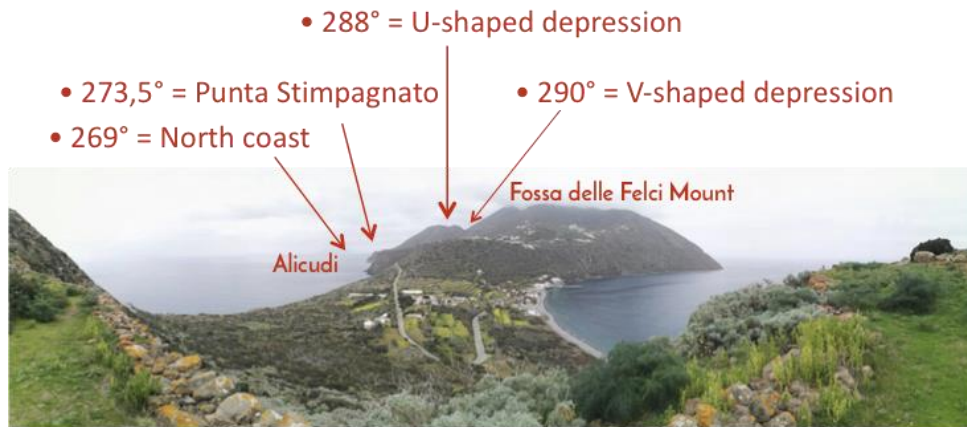 • 288° = U-shaped depression
• 273,5° = Punta Stimpagnato
• 290° = V-shaped depression
• 269° = North coast
Fossa delle Felci Mount
Alicudi